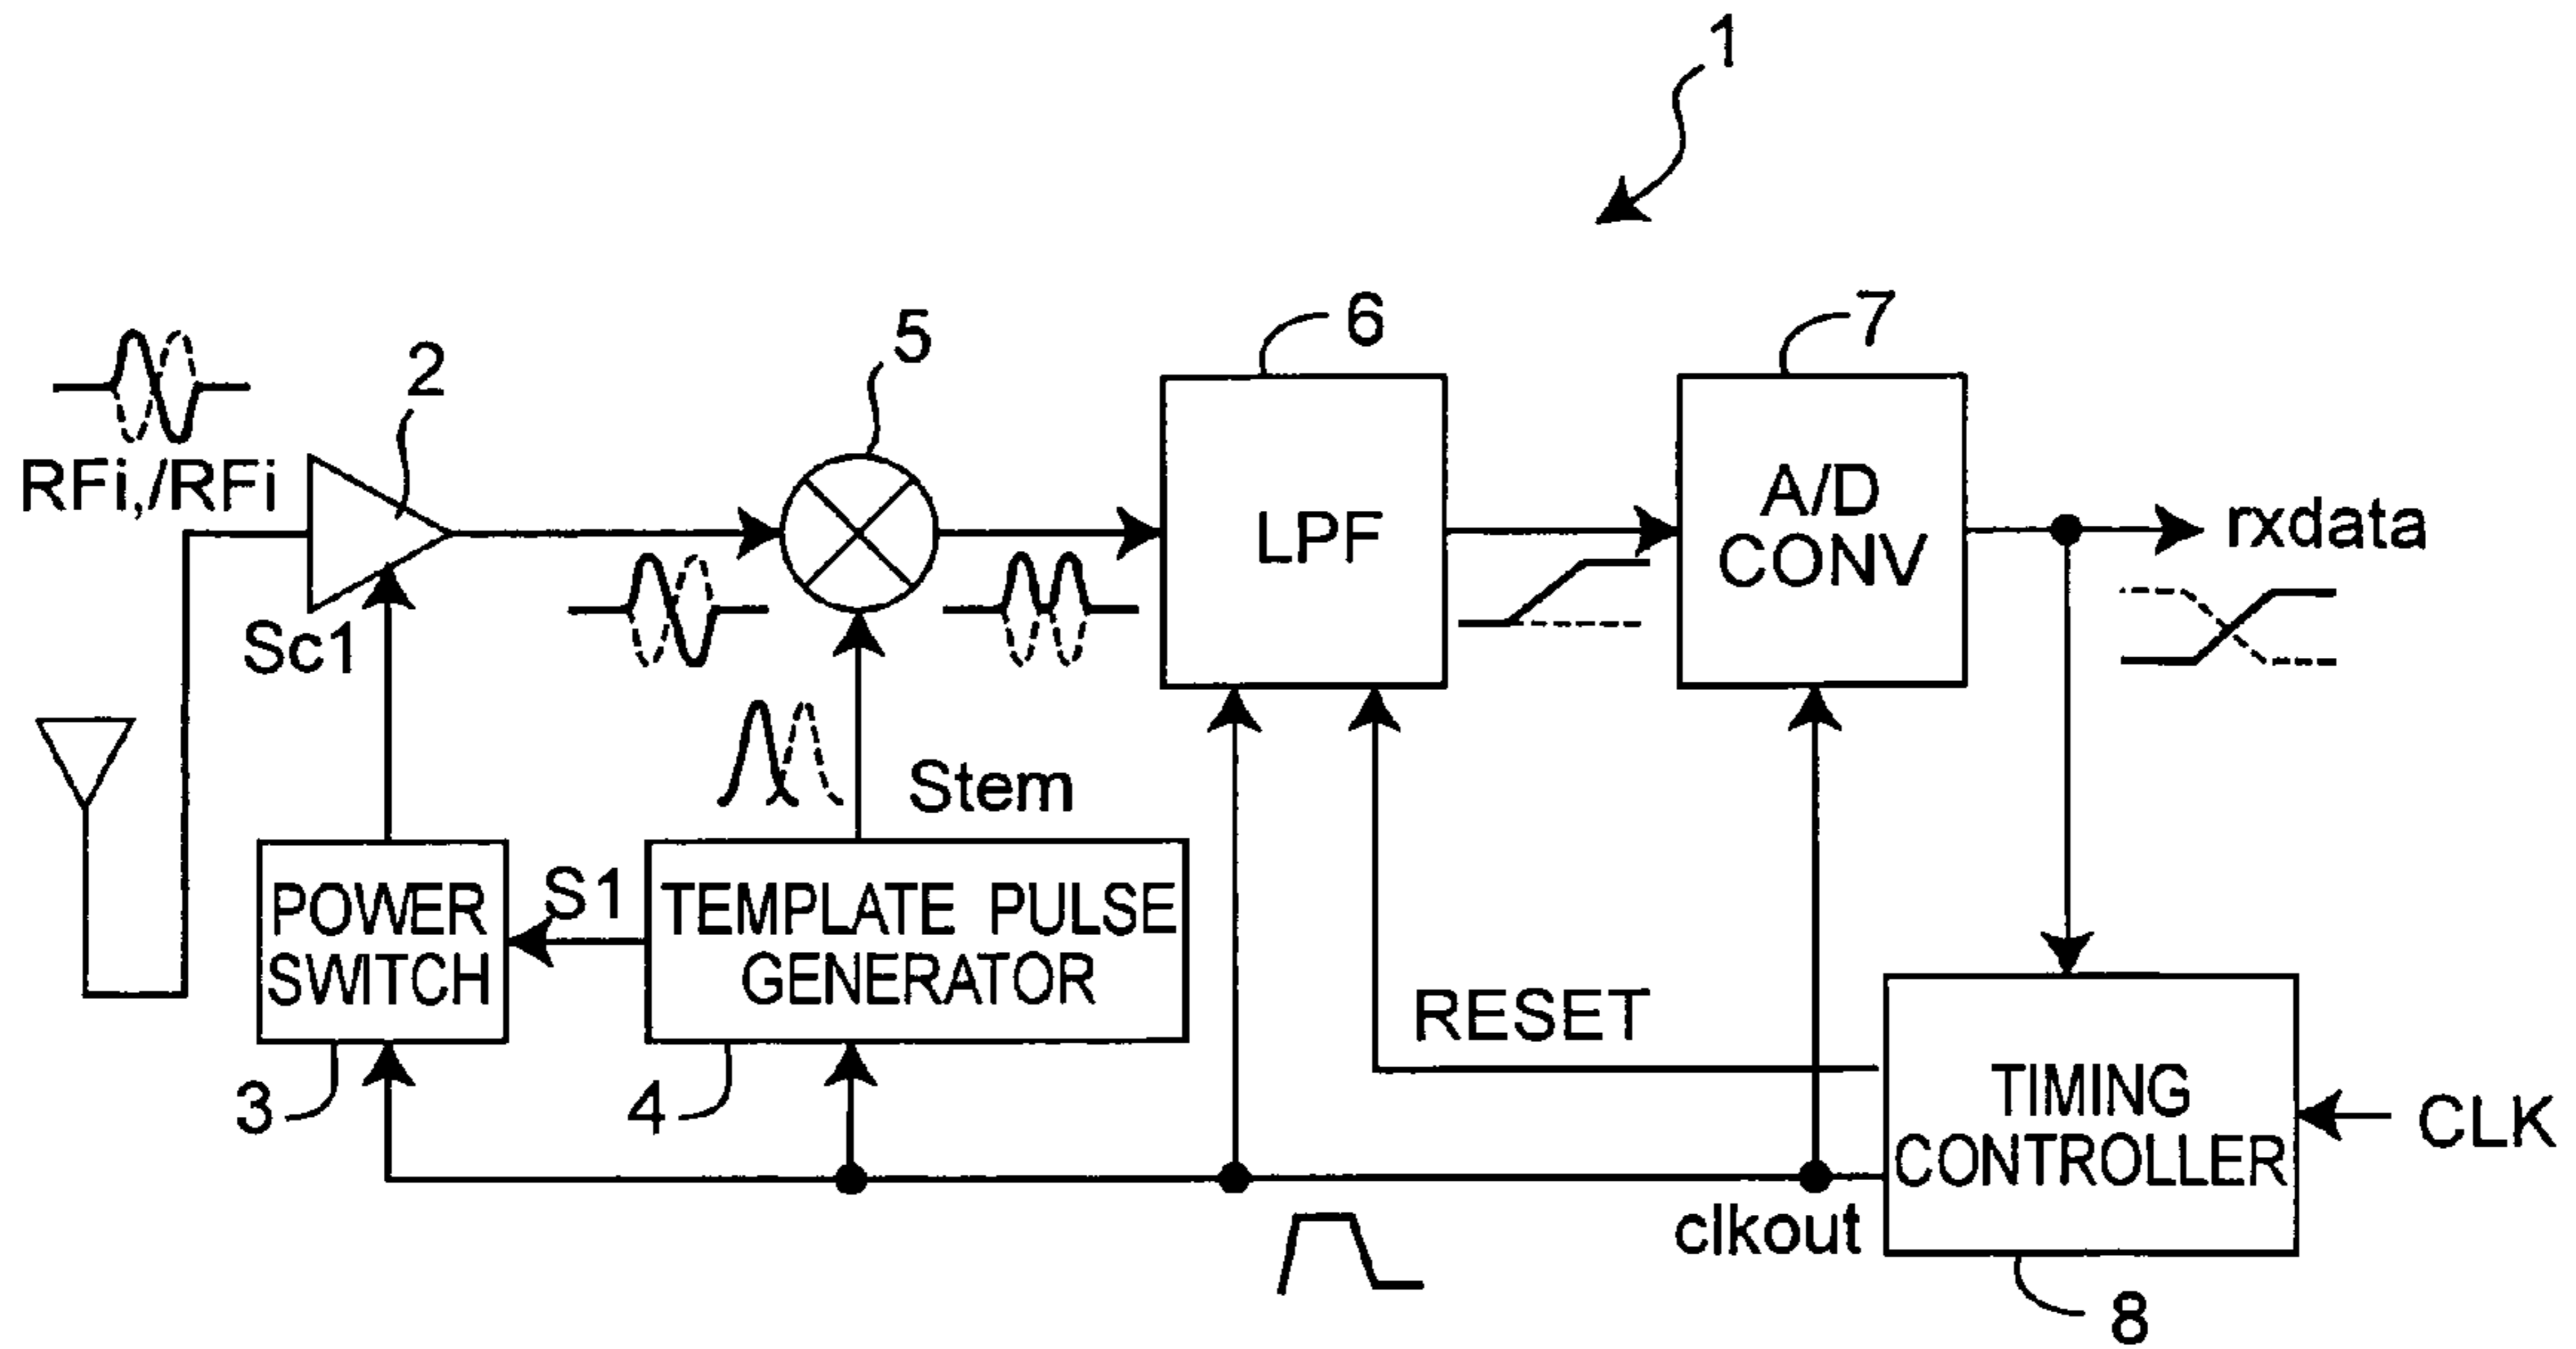 1
6
7
5
2
RFi,/RFi
A/D
CONV
LPF
rxdata
Sc1
Stem
S1
POWER
SWITCH
TEMPLATE PULSE
GENERATOR
RESET
TIMING
CONTROLLER
CLK
3
4
clkout
8